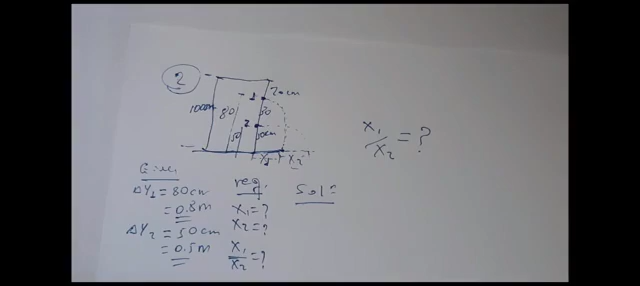 2
20cm
1
100cm
80
30
2
50
50cm
X1 X2
X1/X2 = ?
Given
ΔY1 = 80cm
= 0.8m
ΔY2 = 50cm
= 0.5m
req.
X1 = ?
X2 = ?
X1/X2 = ?
Sol: